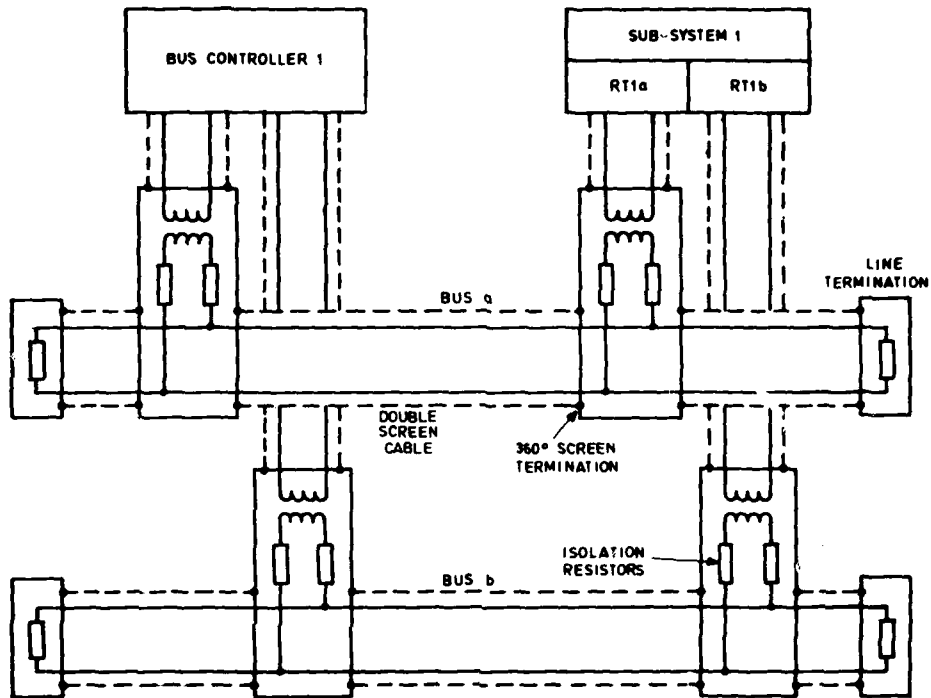 BUS CONTROLLER 1
SUB-SYSTEM 1
RT1a
RT1b
LINE
TERMINATION
BUS a
DOUBLE
SCREEN
CABLE
360° SCREEN
TERMINATION
ISOLATION
RESISTORS
BUS b